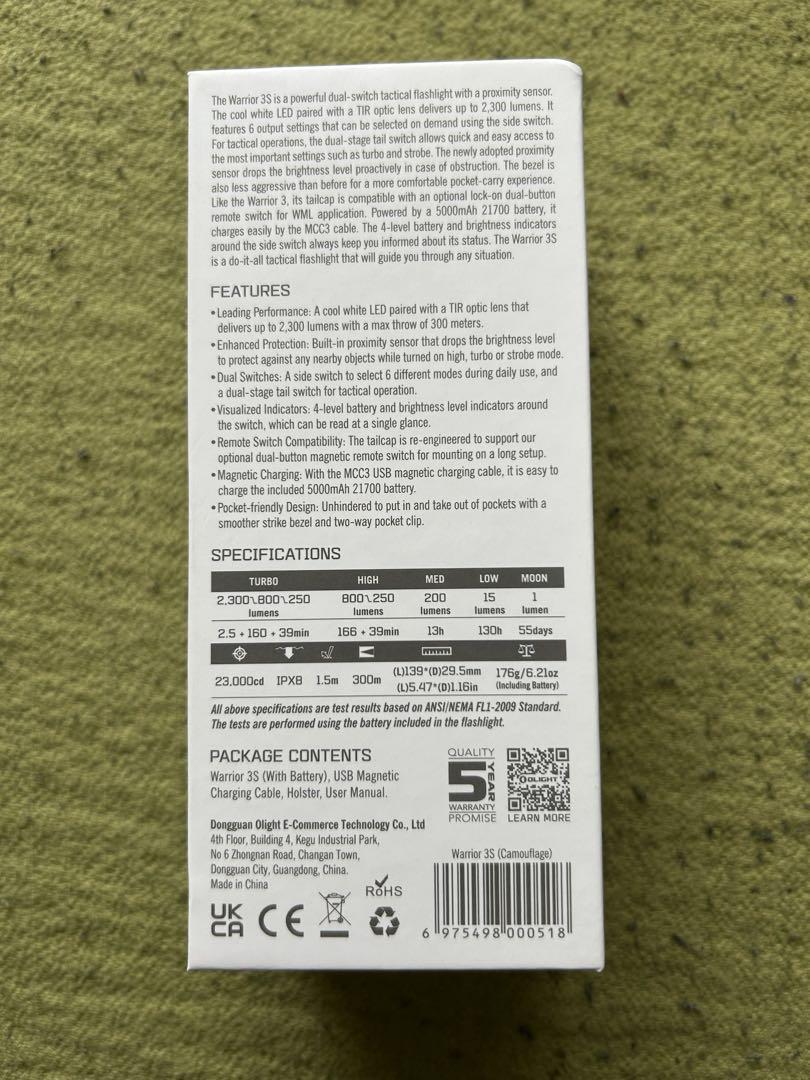 The Warrior 3S is a powerful dual-switch tactical flashlight with a proximity sensor.
The cool white LED paired with a TIR optic lens delivers up to 2,300 lumens. It
features 6 output settings that can be selected on demand using the side switch.
For tactical operations, the dual-stage tail switch allows quick and easy access to
the most important settings such as turbo and strobe. The newly adopted proximity
sensor drops the brightness level proactively in case of obstruction. The bezel is
also less aggressive than before for a more comfortable pocket-carry experience.
Like the Warrior 3, its tailcap is compatible with an optional lock-on dual-button
remote switch for WML application. Powered by a 5000mAh 21700 battery, it
charges easily by the MCC3 cable. The 4-level battery and brightness indicators
around the side switch always keep you informed about its status. The Warrior 3S
is a do-it-all tactical flashlight that will guide you through any situation.
FEATURES
•Leading Performance: A cool white LED paired with a TIR optic lens that
delivers up to 2,300 lumens with a max throw of 300 meters.
•Enhanced Protection: Built-in proximity sensor that drops the brightness level
to protect against any nearby objects while turned on high, turbo or strobe mode.
•Dual Switches: A side switch to select 6 different modes during daily use, and
a dual-stage tail switch for tactical operation.
•Visualized Indicators: 4-level battery and brightness level indicators around
the switch, which can be read at a single glance.
•Remote Switch Compatibility: The tailcap is re-engineered to support our
optional dual-button magnetic remote switch for mounting on a long setup.
•Magnetic Charging: With the MCC3 USB magnetic charging cable, it is easy to
charge the included 5000mAh 21700 battery.
•Pocket-friendly Design: Unhindered to put in and take out of pockets with a
smoother strike bezel and two-way pocket clip.
SPECIFICATIONS
TURBO HIGH MED LOW MOON
2,300↘800↘250 800↘250 200 15 1
lumens lumens lumens lumens lumen
2.5 + 160 + 39min 166 + 39min 13h 130h 55days
23,000cd IPX8 1.5m 300m (L)139*(D)29.5mm 176g/6.21oz
(L)5.47*(D)1.16in (Including Battery)
All above specifications are test results based on ANSI/NEMA FL1-2009 Standard.
The tests are performed using the battery included in the flashlight.
PACKAGE CONTENTS
Warrior 3S (With Battery), USB Magnetic
Charging Cable, Holster, User Manual.
QUALITY
5 YEAR
WARRANTY
PROMISE
OLIGHT
LEARN MORE
Dongguan Olight E-Commerce Technology Co., Ltd
4th Floor, Building 4, Kegu Industrial Park,
No 6 Zhongnan Road, Changan Town,
Dongguan City, Guangdong, China.
Made in China
RoHS
UK
CA
CE
Warrior 3S (Camouflage)
6 975498 000518